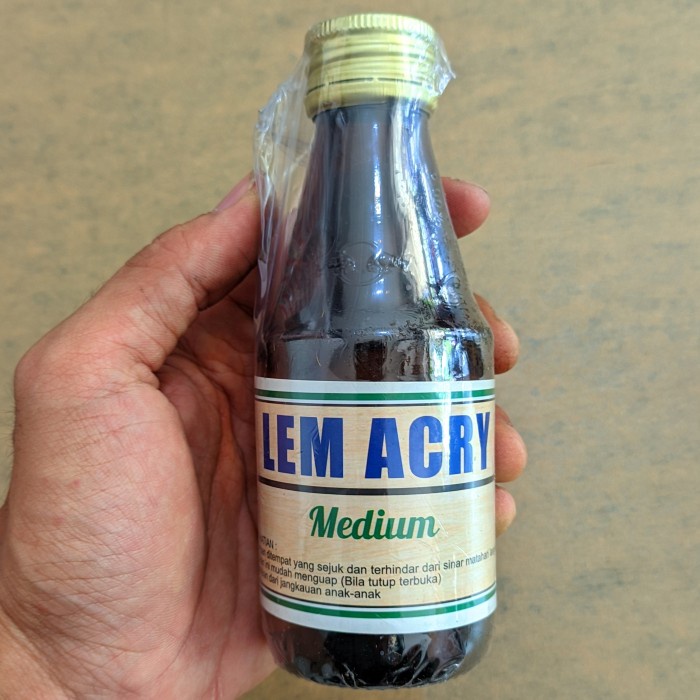 LEM ACRY
Medium
ditempat yang sejuk dan terhindar dari sinar matahari
ini mudah menguap (Bila tutup terbuka)
dari jangkauan anak-anak